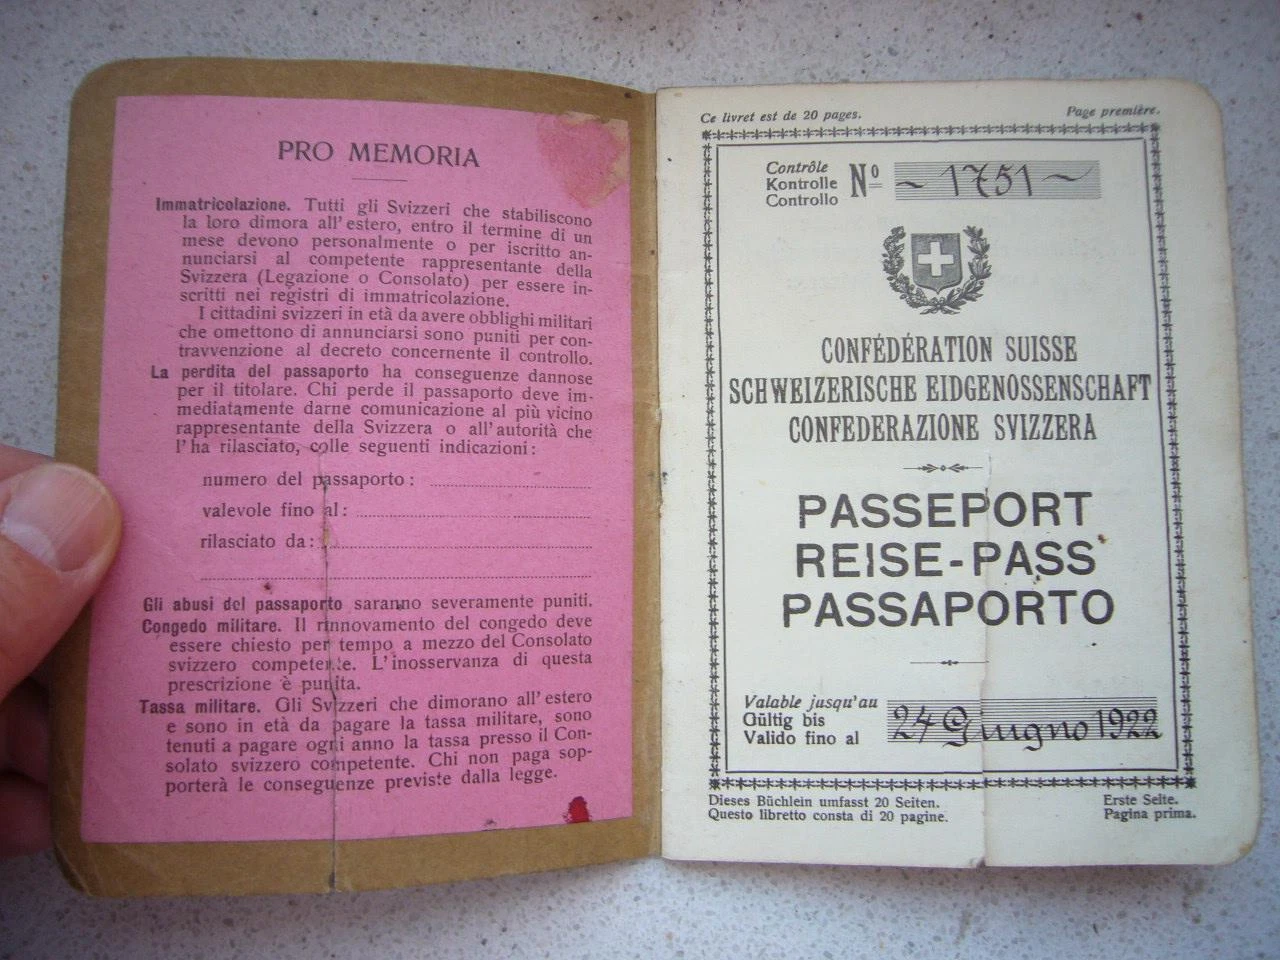 PRO MEMORIA
Immatricolazione. Tutti gli Svizzeri che stabiliscono
la loro dimora all'estero, entro il termine di un
mese devono personalmente o per iscritto an-
nunciarsi al competente rappresentante della
Svizzera (Legazione o Consolato) per essere in-
scritti nei registri di immatricolazione.
I cittadini svizzeri in età da avere obblighi militari
che omettono di annunciarsi sono puniti per con-
travvenzione al decreto concernente il controllo.
La perdita del passaporto ha conseguenze dannose
per il titolare. Chi perde il passaporto deve im-
mediatamente darne comunicazione al più vicino
rappresentante della Svizzera o all'autorità che
l'ha rilasciato, colle seguenti indicazioni:
numero del passaporto:
valevole fino al:
rilasciato da:
Gli abusi del passaporto saranno severamente puniti.
Congedo militare. Il rinnovamento del congedo deve
essere chiesto per tempo a mezzo del Consolato
svizzero competente. L'inosservanza di questa
prescrizione è punita.
Tassa militare. Gli Svizzeri che dimorano all'estero
e sono in età da pagare la tassa militare, sono
tenuti a pagare ogni anno la tassa presso il Con-
solato svizzero competente. Chi non paga sop-
porterà le conseguenze previste dalla legge.
Ce livret est de 20 pages. Page première.
Contrôle
Kontrolle Nº ~ 1751 ~
Controllo
CONFÉDÉRATION SUISSE
SCHWEIZERISCHE EIDGENOSSENSCHAFT
CONFEDERAZIONE SVIZZERA
PASSEPORT
REISE-PASS
PASSAPORTO
Valable jusqu'au
Gültig bis 24 Giugno 1922
Valido fino al
Dieses Büchlein umfasst 20 Seiten. Erste Seite.
Questo libretto consta di 20 pagine. Pagina prima.